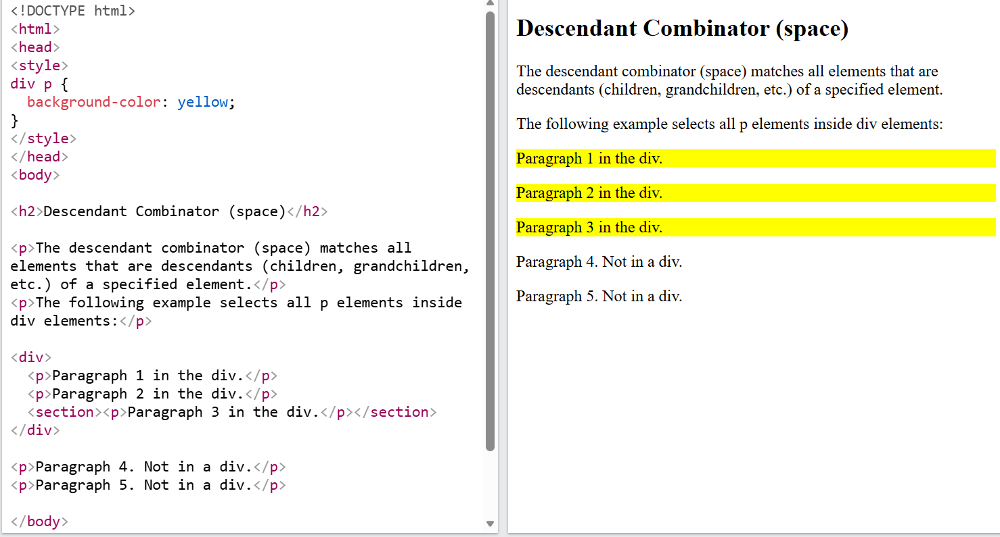 <!DOCTYPE html>
<html>
<head>
<style>
div p {
  background-color: yellow;
}
</style>
</head>
<body>
<h2>Descendant Combinator (space)</h2>
<p>The descendant combinator (space) matches all
elements that are descendants (children, grandchildren,
etc.) of a specified element.</p>
<p>The following example selects all p elements inside
div elements:</p>
<div>
  <p>Paragraph 1 in the div.</p>
  <p>Paragraph 2 in the div.</p>
  <section><p>Paragraph 3 in the div.</p></section>
</div>
<p>Paragraph 4. Not in a div.</p>
<p>Paragraph 5. Not in a div.</p>
</body>
Descendant Combinator (space)
The descendant combinator (space) matches all elements that are
descendants (children, grandchildren, etc.) of a specified element.
The following example selects all p elements inside div elements:
Paragraph 1 in the div.
Paragraph 2 in the div.
Paragraph 3 in the div.
Paragraph 4. Not in a div.
Paragraph 5. Not in a div.